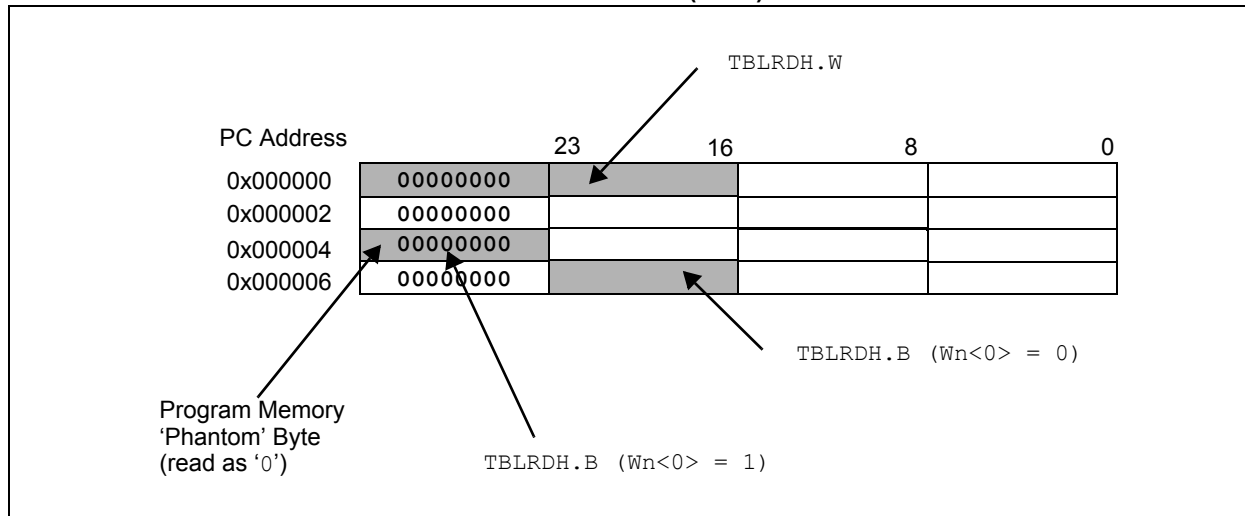 TBLRDH.W
PC Address
23 16 8 0
0x000000 00000000
0x000002 00000000
0x000004 00000000
0x000006 00000000
TBLRDH.B (Wn<0> = 0)
Program Memory
‘Phantom’ Byte
(read as ‘0’)
TBLRDH.B (Wn<0> = 1)